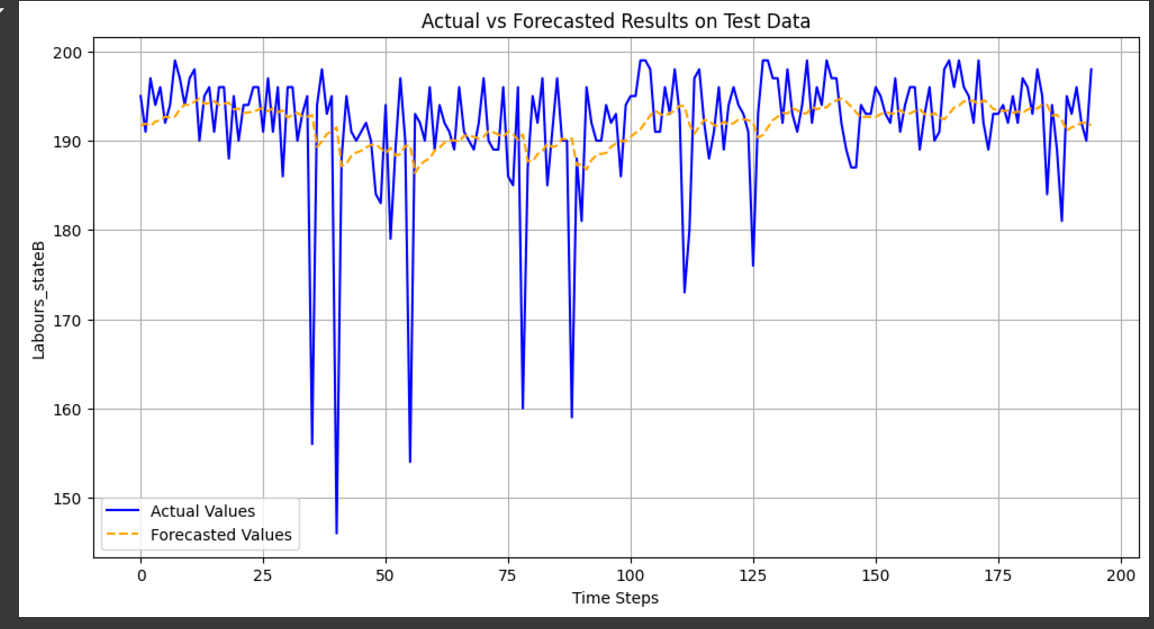 Actual vs Forecasted Results on Test Data
200
190
180
170
160
150
Labours_stateB
Actual Values
Forecasted Values
0 25 50 75 100 125 150 175 200
Time Steps